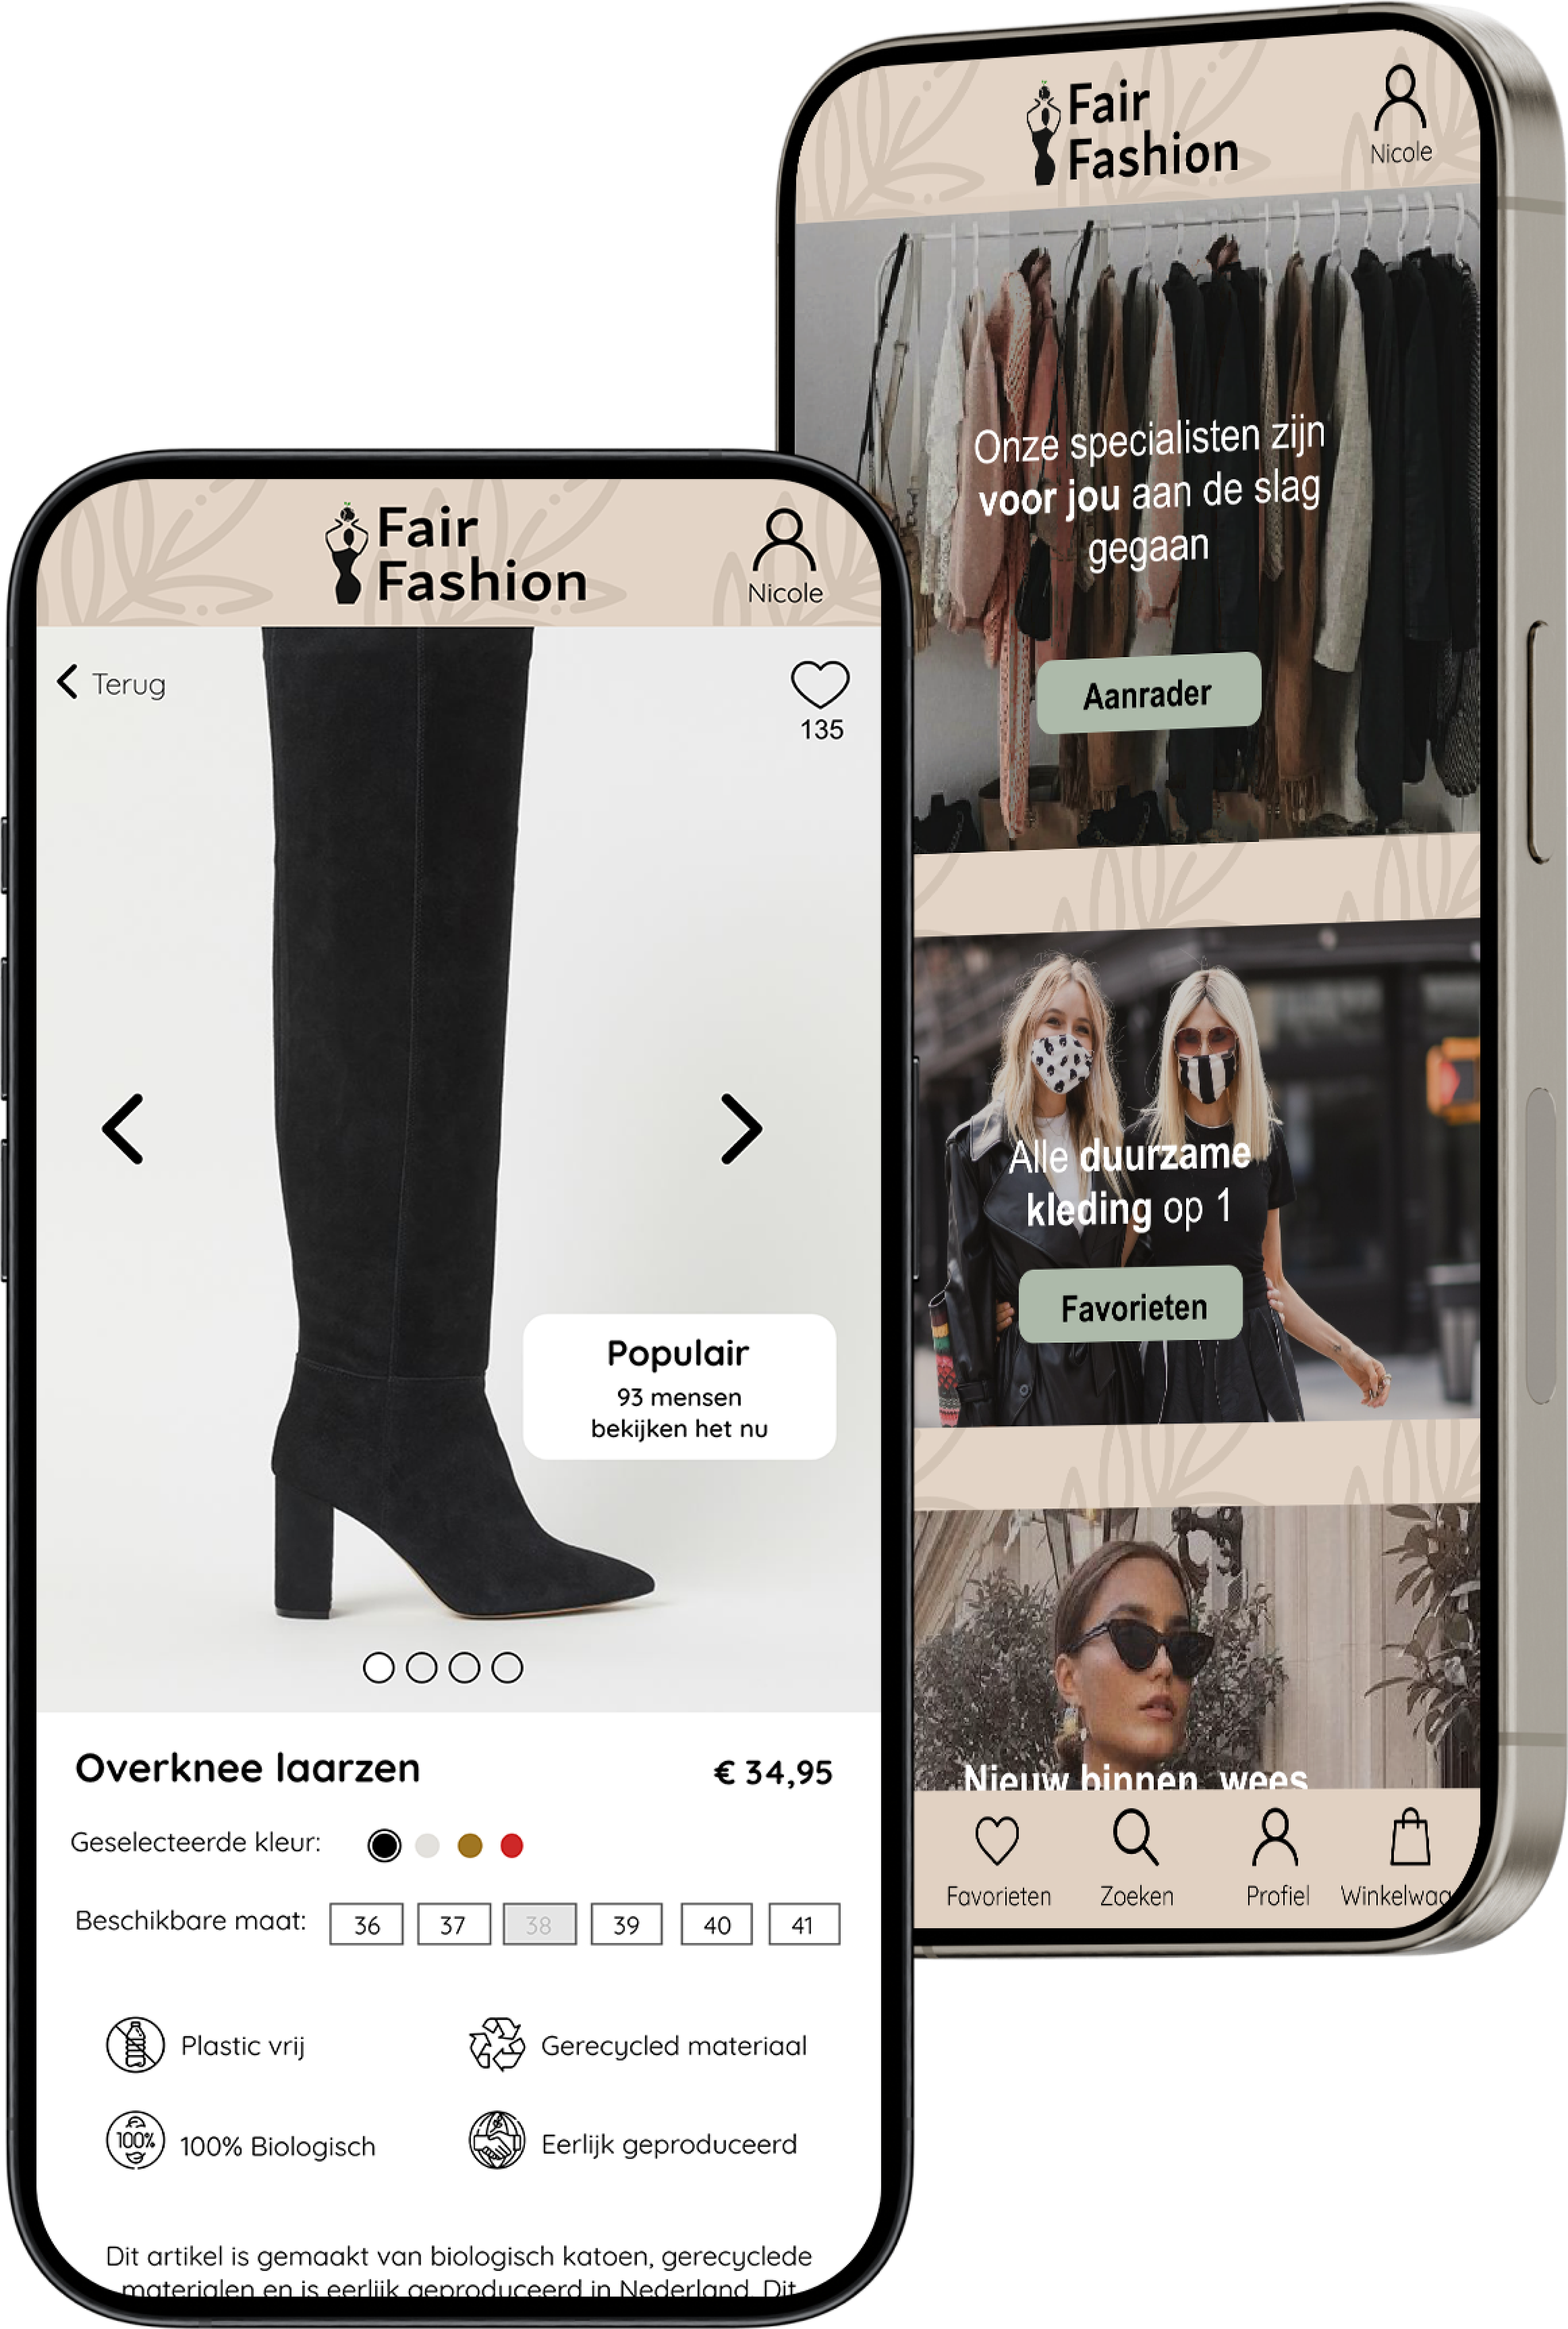 Fair
Fashion
Nicole
Onze specialisten zijn
voor jou aan de slag
gegaan
Aanrader
Alle duurzame
kleding op 1
Favorieten
Nieuw binnen, wees
Favorieten
Zoeken
Profiel
Fair
Fashion
Nicole
Terug
135
Populair
93 mensen
bekijken het nu
Overknee laarzen
€ 34,95
Geselecteerde kleur:
Beschikbare maat:
36
37
38
39
40
41
Plastic vrij
Gerecycled materiaal
100%
100% Biologisch
Eerlijk geproduceerd
Dit artikel is gemaakt van biologisch katoen, gerecyclede
materialen en is eerlijk geproduceerd in Nederland. Dit